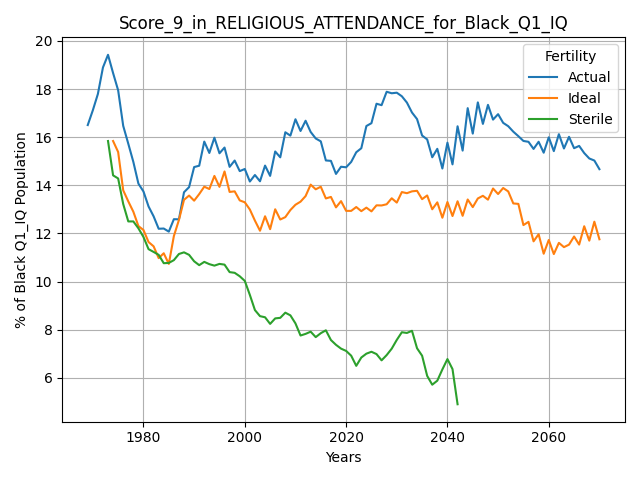 Score_9_in_RELIGIOUS_ATTENDANCE_for_Black_Q1_IQ
20
18
16
14
12
10
8
6
% of Black Q1_IQ Population
Fertility
Actual
Ideal
Sterile
1980 2000 2020 2040 2060
Years